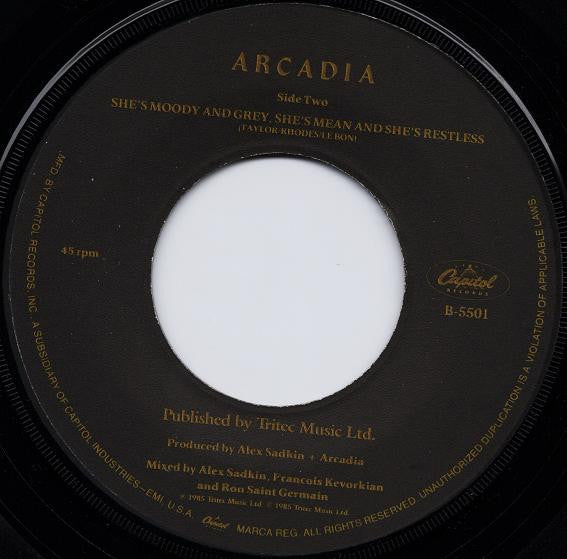 ARCADIA
Side Two
SHE'S MOODY AND GREY, SHE'S MEAN AND SHE'S RESTLESS
(TAYLOR/RHODES/LE BON)
45 rpm
Capitol
RECORDS
B-5501
Published by Tritec Music Ltd.
Produced by Alex Sadkin + Arcadia
Mixed by Alex Sadkin, Francois Kevorkian
and Ron Saint Germain
℗ 1985 Tritec Music Ltd © 1985 Tritec Music Ltd.
MFD. BY CAPITOL RECORDS, INC. A SUBSIDIARY OF CAPITOL INDUSTRIES—EMI, U.S.A. Capitol MARCA REG. ALL RIGHTS RESERVED. UNAUTHORIZED DUPLICATION IS A VIOLATION OF APPLICABLE LAWS.